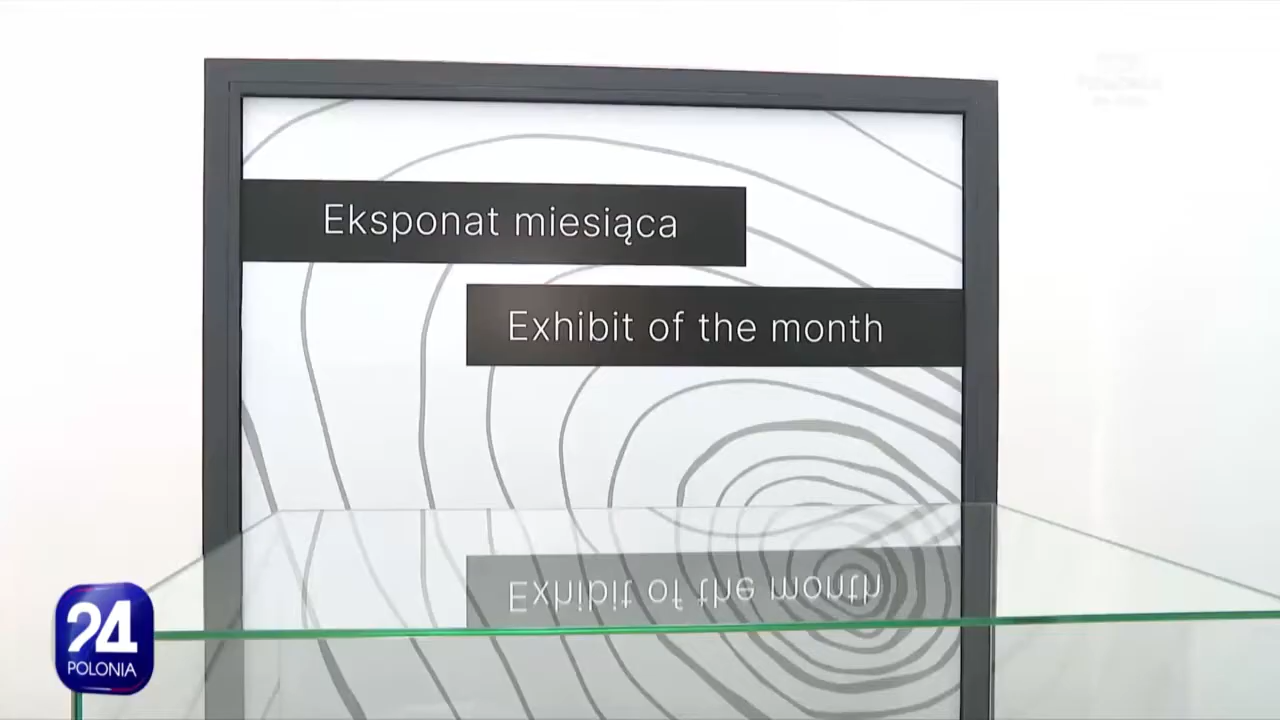 Eksponat miesiąca
Exhibit of the month
Exhibit of the month
24
POLONIA